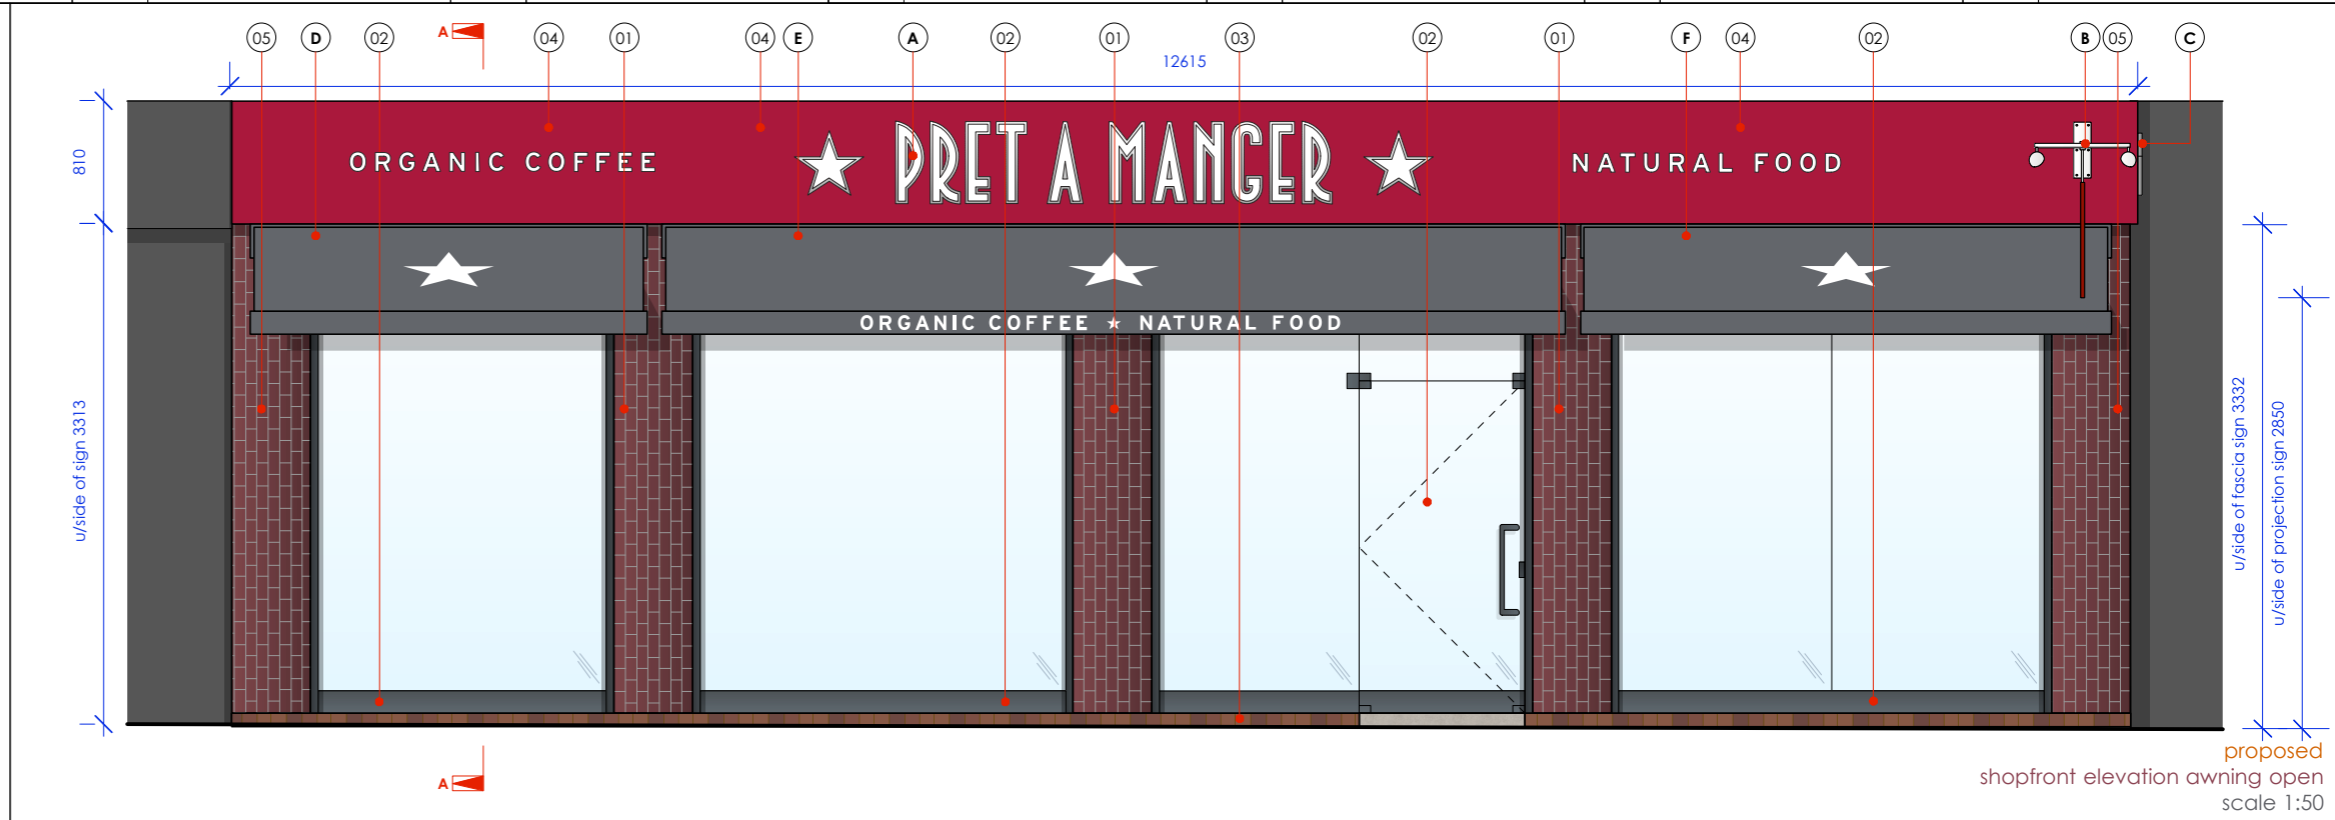 05 D 02 A 04 01 04 E A 02 01 03 02 01 F 04 02 B 05 C
12615
810
ORGANIC COFFEE ★ PRET A MANGER ★ NATURAL FOOD
ORGANIC COFFEE ★ NATURAL FOOD
u/side of sign 3313
u/side of fascia sign 3332
u/side of projection sign 2850
A
proposed
shopfront elevation awning open
scale 1:50